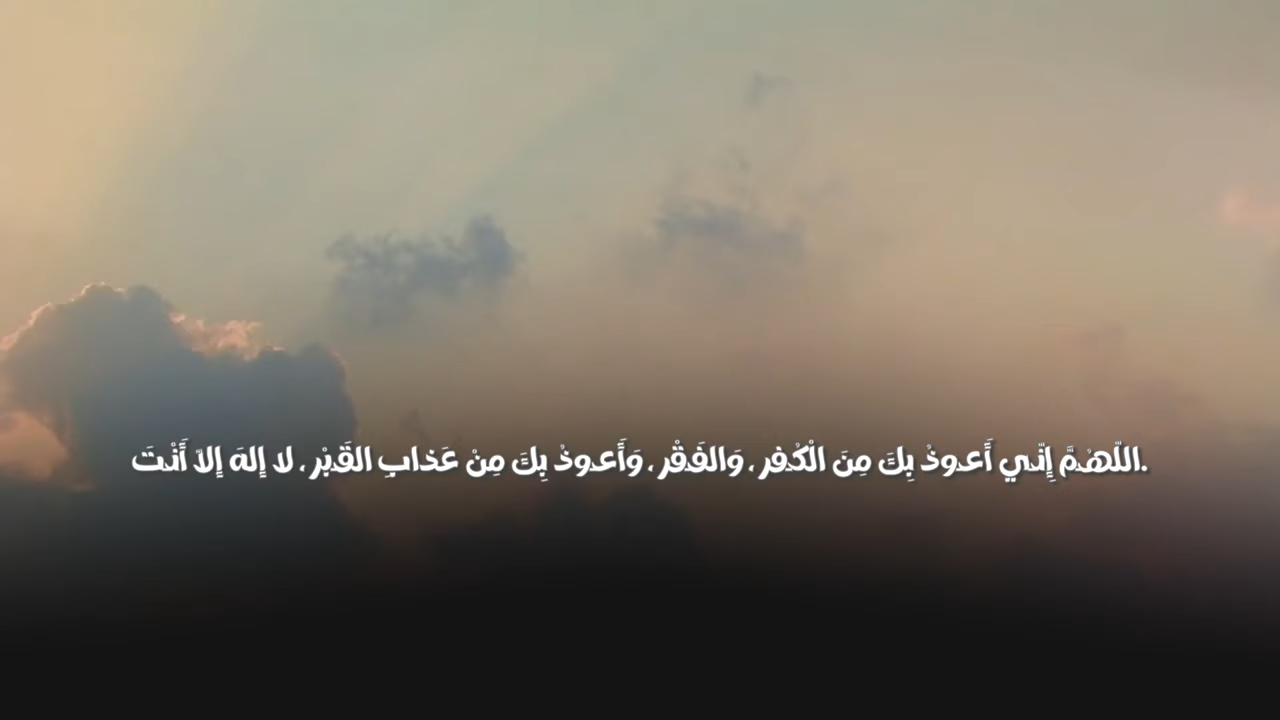 اللّهُمَّ إِنّي أَعوذُ بِكَ مِنَ الْكُفر، وَالفَقْر، وَأَعوذُ بِكَ مِنْ عَذابِ القَبْر، لا إلهَ إلاّ أَنْتَ.